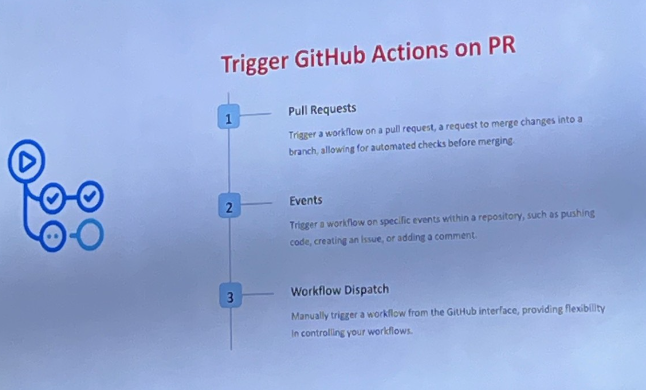 Trigger GitHub Actions on PR
1
Pull Requests
Trigger a workflow on a pull request, a request to merge changes into a
branch, allowing for automated checks before merging.
2
Events
Trigger a workflow on specific events within a repository, such as pushing
code, creating an issue, or adding a comment.
3
Workflow Dispatch
Manually trigger a workflow from the GitHub interface, providing flexibility
in controlling your workflows.